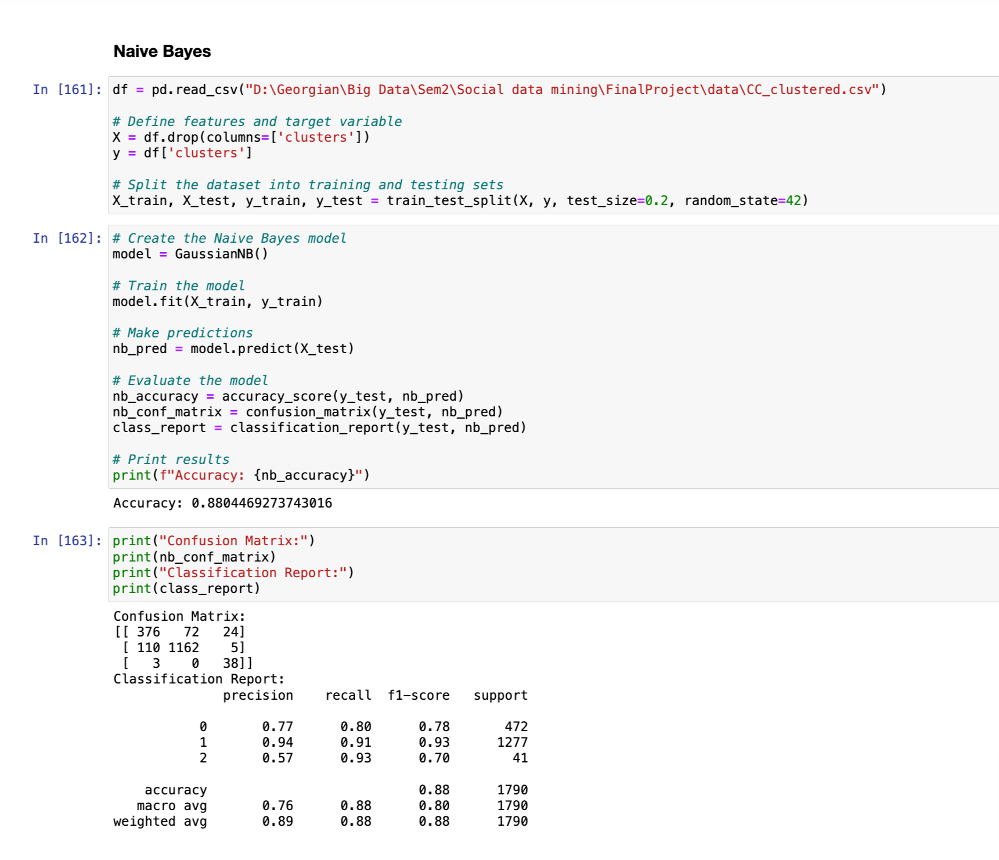 Naive Bayes
In [161]: df = pd.read_csv("D:\Georgian\Big Data\Sem2\Social data mining\FinalProject\data\CC_clustered.csv")
# Define features and target variable
X = df.drop(columns=['clusters'])
y = df['clusters']
# Split the dataset into training and testing sets
X_train, X_test, y_train, y_test = train_test_split(X, y, test_size=0.2, random_state=42)
In [162]: # Create the Naive Bayes model
model = GaussianNB()
# Train the model
model.fit(X_train, y_train)
# Make predictions
nb_pred = model.predict(X_test)
# Evaluate the model
nb_accuracy = accuracy_score(y_test, nb_pred)
nb_conf_matrix = confusion_matrix(y_test, nb_pred)
class_report = classification_report(y_test, nb_pred)
# Print results
print(f"Accuracy: {nb_accuracy}")
Accuracy: 0.8804469273743016
In [163]: print("Confusion Matrix:")
print(nb_conf_matrix)
print("Classification Report:")
print(class_report)
Confusion Matrix:
[[ 376   72   24]
 [ 110 1162    5]
 [   3    0   38]]
Classification Report:
              precision    recall  f1-score   support
           0       0.77      0.80      0.78       472
           1       0.94      0.91      0.93      1277
           2       0.57      0.93      0.70        41
    accuracy                           0.88      1790
   macro avg       0.76      0.88      0.80      1790
weighted avg       0.89      0.88      0.88      1790